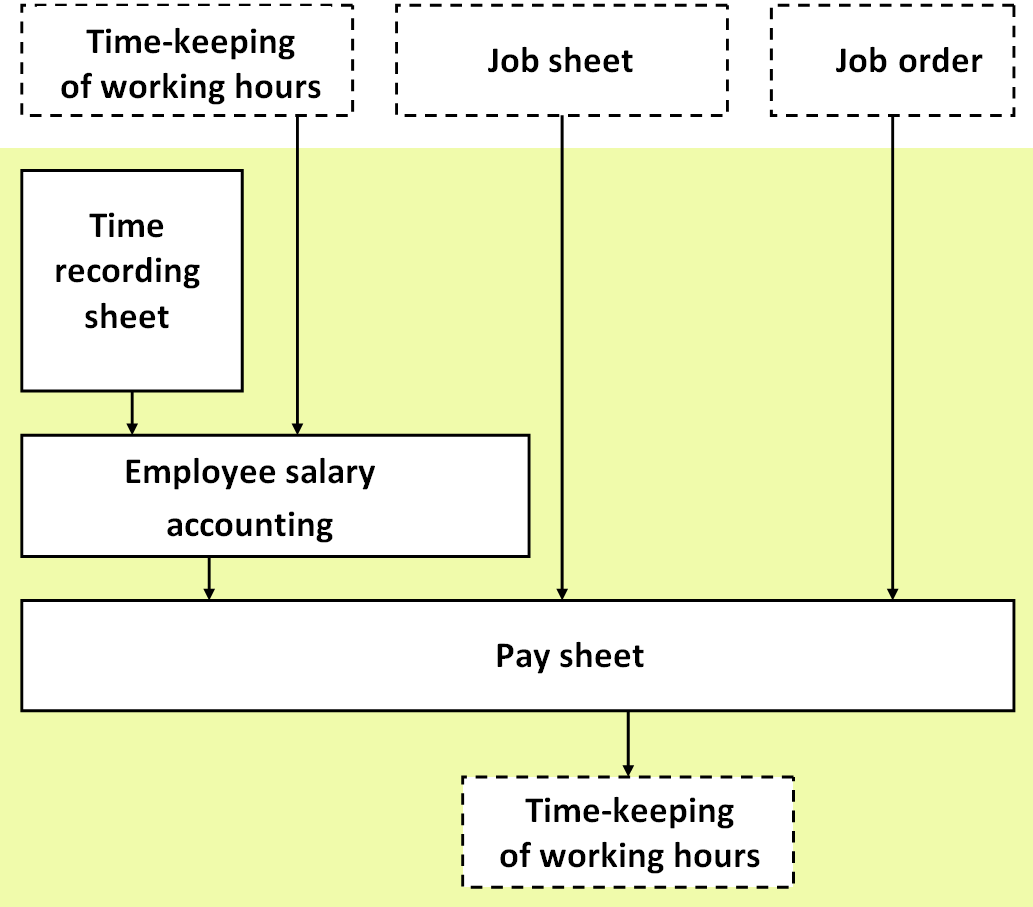 Time-keeping
of working hours
Job sheet
Job order
Time
recording
sheet
Employee salary
accounting
Pay sheet
Time-keeping
of working hours